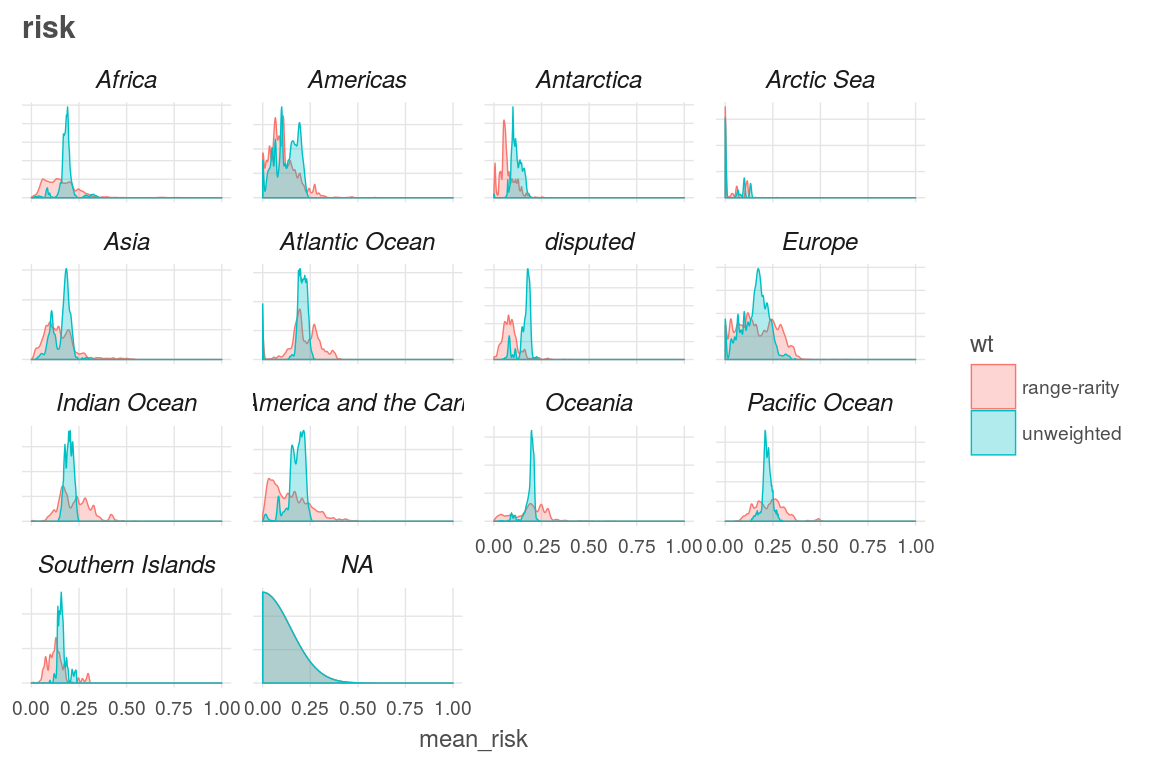 risk
Africa Americas Antarctica Arctic Sea
Asia Atlantic Ocean disputed Europe
wt
range-rarity
unweighted
Indian Ocean America and the Oceania Pacific Ocean
0.00 0.25 0.50 0.75 1.00 0.00 0.25 0.50 0.75 1.00
Southern Islands NA
0.00 0.25 0.50 0.75 1.00 0.00 0.25 0.50 0.75 1.00
mean_risk